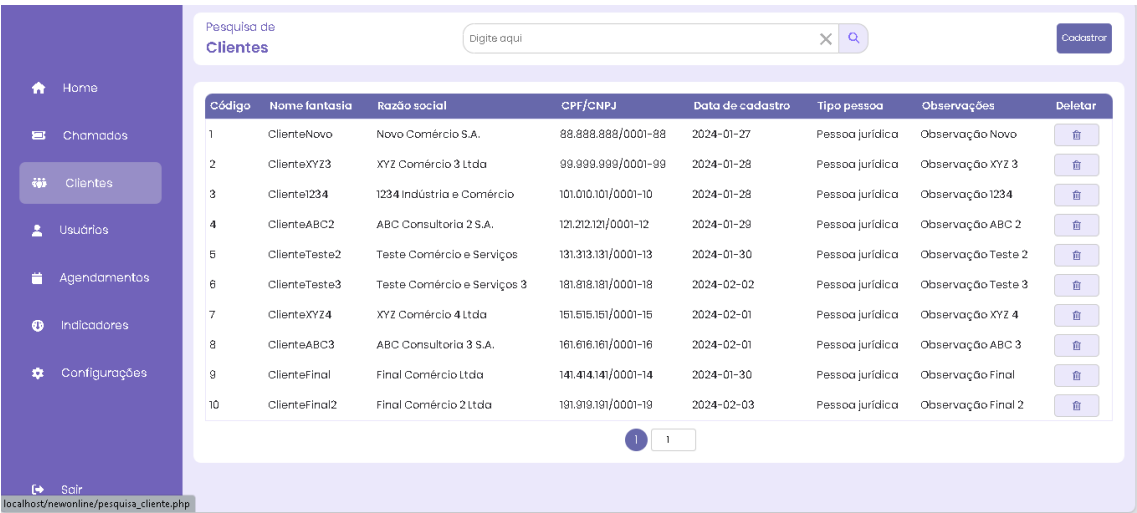 Pesquisa de
Clientes
Digite aqui
Cadastrar
Home
Chamados
Clientes
Usuários
Agendamentos
Indicadores
Configurações
Sair
Código Nome fantasia Razão social CPF/CNPJ Data de cadastro Tipo pessoa Observações Deletar
1 ClienteNovo Novo Comércio S.A. 88.888.888/0001-88 2024-01-27 Pessoa jurídica Observação Novo
2 ClienteXYZ3 XYZ Comércio 3 Ltda 99.999.999/0001-99 2024-01-28 Pessoa jurídica Observação XYZ 3
3 Cliente1234 1234 Indústria e Comércio 101.010.101/0001-10 2024-01-28 Pessoa jurídica Observação 1234
4 ClienteABC2 ABC Consultoria 2 S.A. 121.212.121/0001-12 2024-01-29 Pessoa jurídica Observação ABC 2
5 ClienteTeste2 Teste Comércio e Serviços 131.313.131/0001-13 2024-01-30 Pessoa jurídica Observação Teste 2
6 ClienteTeste3 Teste Comércio e Serviços 3 181.818.181/0001-18 2024-02-02 Pessoa jurídica Observação Teste 3
7 ClienteXYZ4 XYZ Comércio 4 Ltda 151.515.151/0001-15 2024-02-01 Pessoa jurídica Observação XYZ 4
8 ClienteABC3 ABC Consultoria 3 S.A. 161.616.161/0001-16 2024-02-01 Pessoa jurídica Observação ABC 3
9 ClienteFinal Final Comércio Ltda 141.414.141/0001-14 2024-01-30 Pessoa jurídica Observação Final
10 ClienteFinal2 Final Comércio 2 Ltda 191.919.191/0001-19 2024-02-03 Pessoa jurídica Observação Final 2
1 1
localhost/newonline/pesquisa_cliente.php